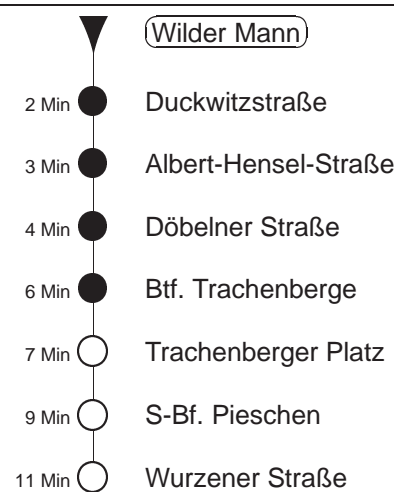 Wilder Mann
2 Min Duckwitzstraße
3 Min Albert-Hensel-Straße
4 Min Döbelner Straße
6 Min Btf. Trachenberge
7 Min Trachenberger Platz
9 Min S-Bf. Pieschen
11 Min Wurzener Straße